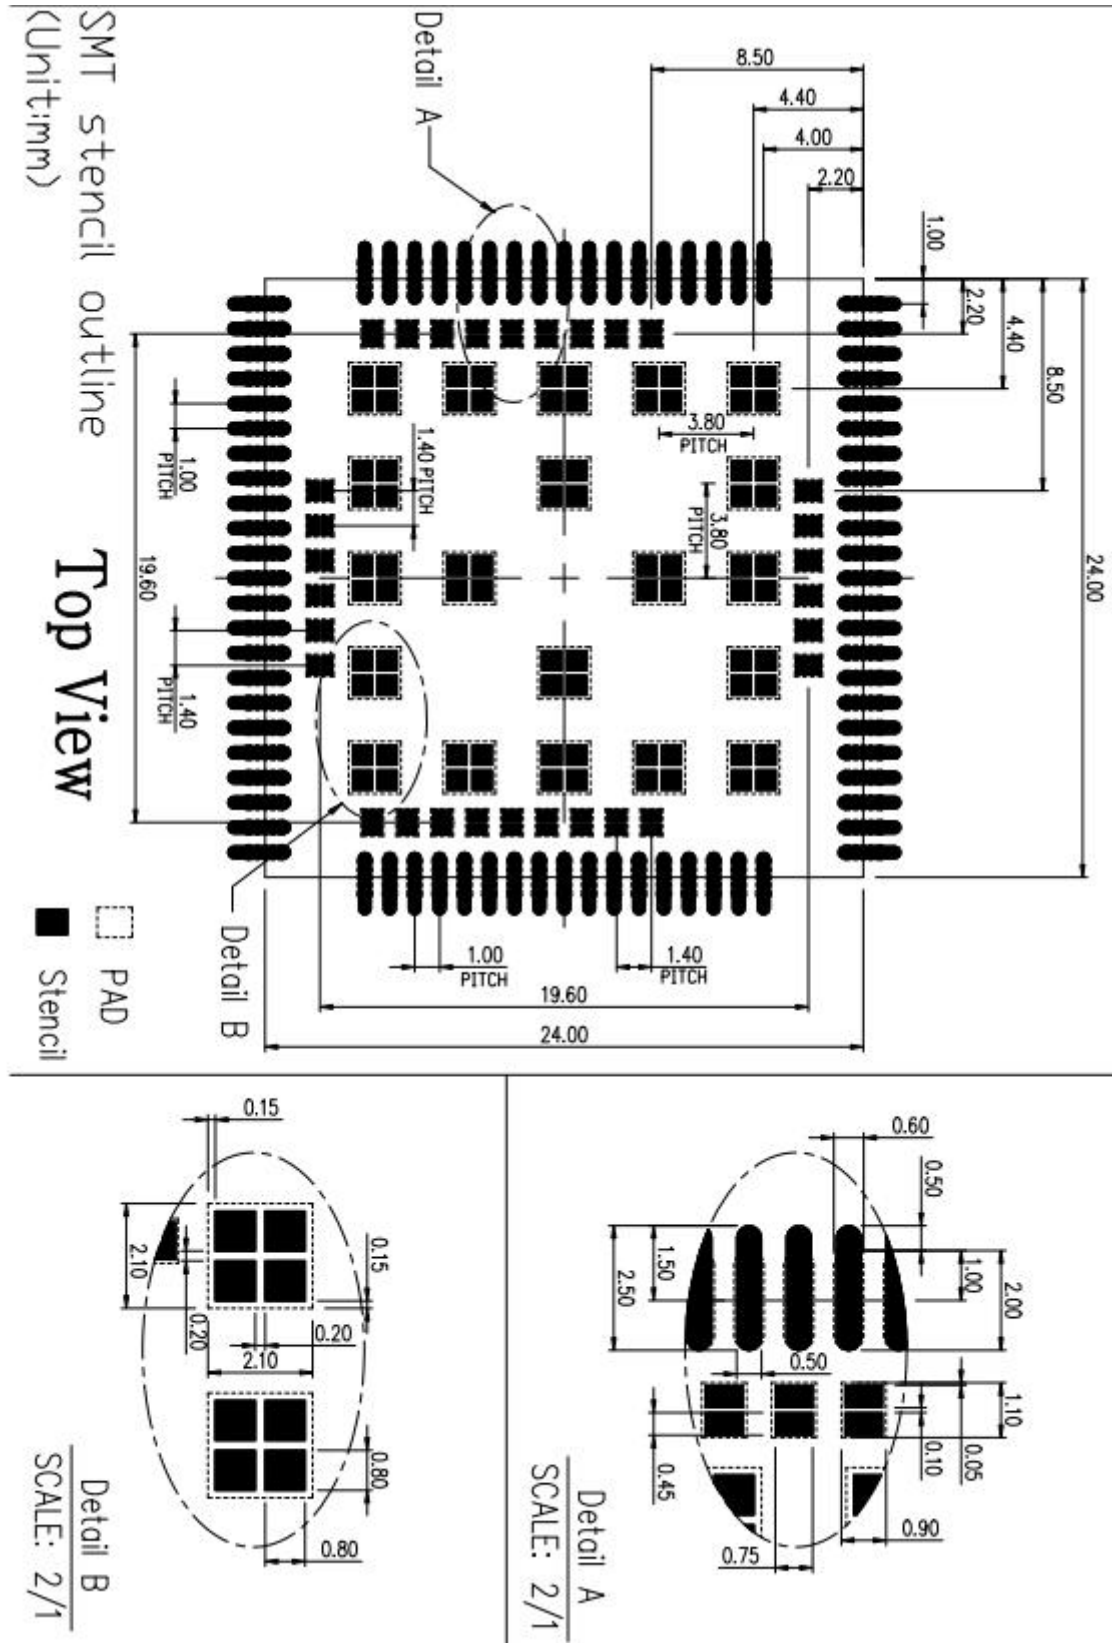 SMT stencil outline
(Unit:mm)
Top View
PAD
Stencil
Detail A
Detail B
8.50
4.40
4.00
2.20
1.00
2.20
4.40
8.50
24.00
3.80
PITCH
3.80
PITCH
1.40 PITCH
1.00
PITCH
19.60
1.40
PITCH
1.00
PITCH
1.40
PITCH
19.60
24.00
0.60
0.50
1.00
2.00
1.50
2.50
0.50
1.10
0.05
0.10
0.45
0.90
0.75
Detail A
SCALE: 2/1
0.15
2.10
0.15
0.20
0.20
2.10
0.80
0.80
Detail B
SCALE: 2/1